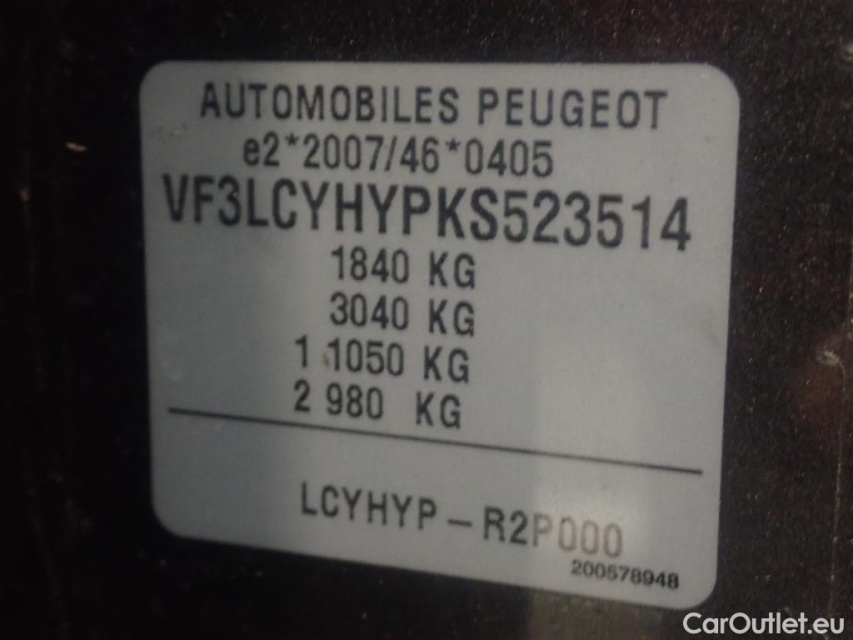 AUTOMOBILES PEUGEOT
e2*2007/46*0405
VF3LCYHYPKS523514
1840 KG
3040 KG
1 1050 KG
2 980 KG
LCYHYP-R2P000
200578948
CarOutlet.eu